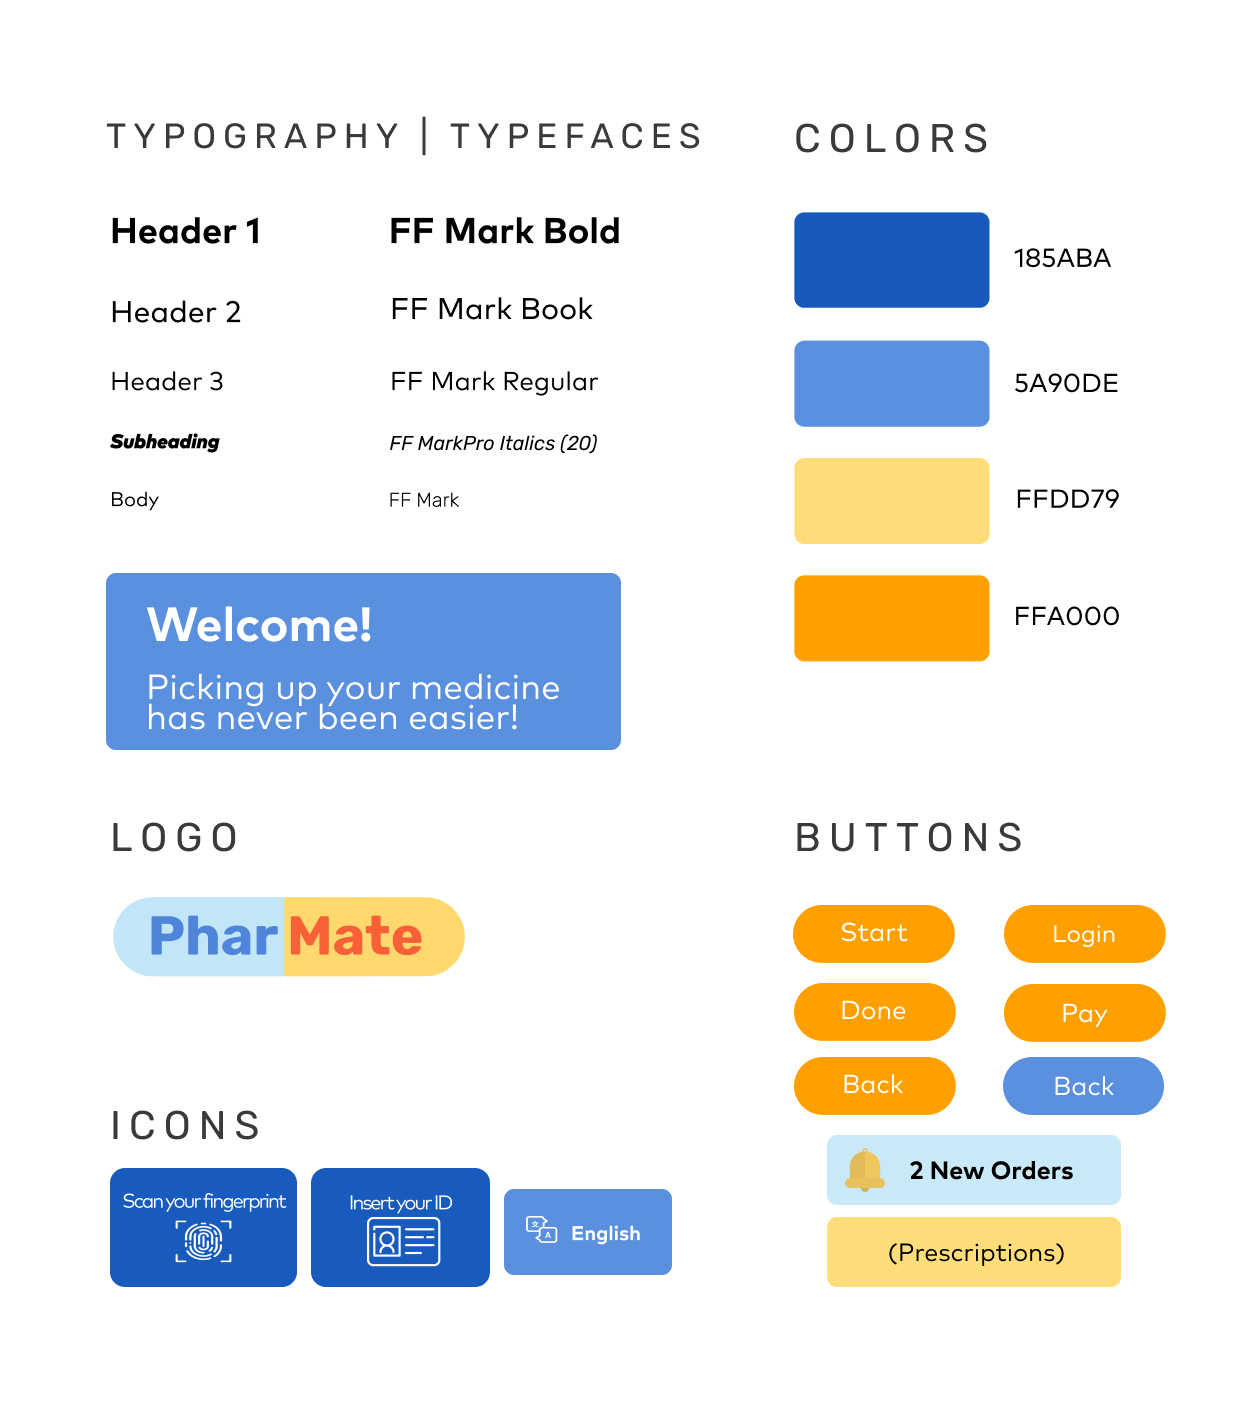 TYPOGRAPHY | TYPEFACES
Header 1
FF Mark Bold
Header 2
FF Mark Book
Header 3
FF Mark Regular
Subheading
FF MarkPro Italics (20)
Body
FF Mark
Welcome!
Picking up your medicine
has never been easier!
COLORS
185ABA
5A90DE
FFDD79
FFA000
LOGO
PharMate
ICONS
Scan your fingerprint
Insert your ID
文
A
English
BUTTONS
Start
Login
Done
Pay
Back
Back
2 New Orders
(Prescriptions)